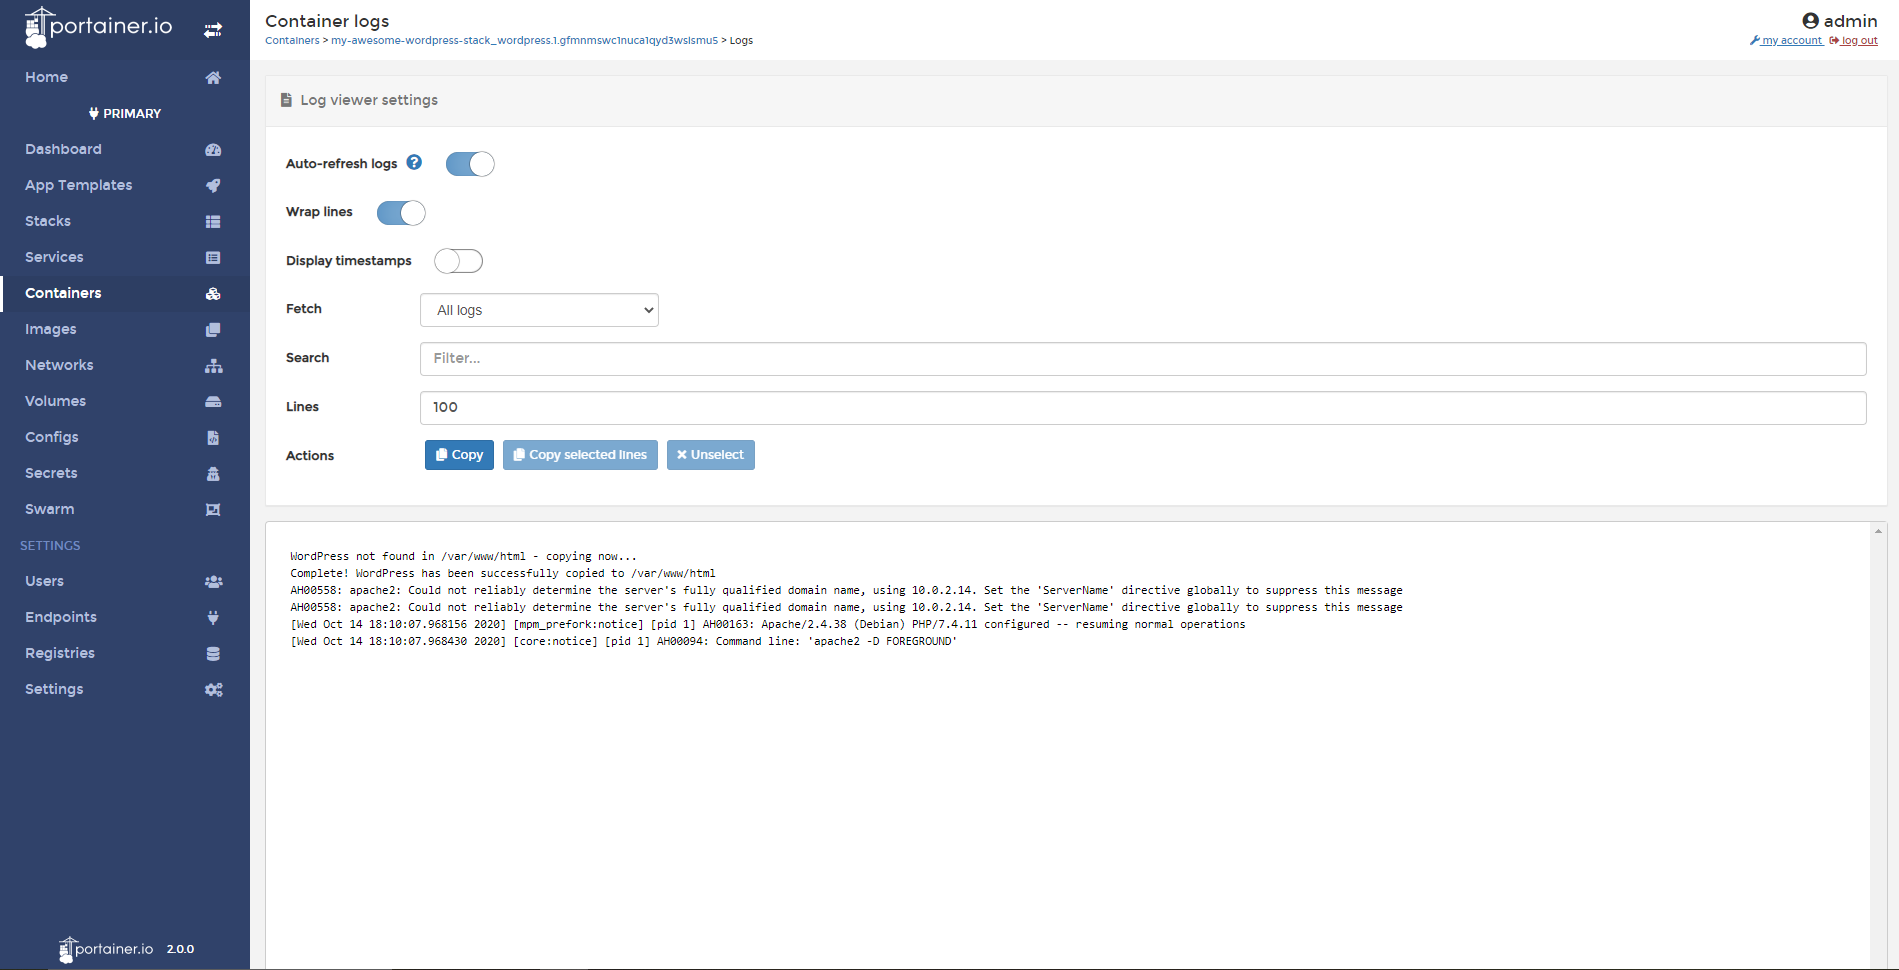 portainer.io
Home
PRIMARY
Dashboard
App Templates
Stacks
Services
Containers
Images
Networks
Volumes
Configs
Secrets
Swarm
SETTINGS
Users
Endpoints
Registries
Settings
portainer.io 2.0.0
Container logs
Containers > my-awesome-wordpress-stack_wordpress.1.gfmnmswc1nuca1qyd3wslsmu5 > Logs
admin
my account log out
Log viewer settings
Auto-refresh logs ?
Wrap lines
Display timestamps
Fetch All logs
Search Filter...
Lines 100
Actions Copy Copy selected lines Unselect
WordPress not found in /var/www/html - copying now...
Complete! WordPress has been successfully copied to /var/www/html
AH00558: apache2: Could not reliably determine the server's fully qualified domain name, using 10.0.2.14. Set the 'ServerName' directive globally to suppress this message
AH00558: apache2: Could not reliably determine the server's fully qualified domain name, using 10.0.2.14. Set the 'ServerName' directive globally to suppress this message
[Wed Oct 14 18:10:07.968156 2020] [mpm_prefork:notice] [pid 1] AH00163: Apache/2.4.38 (Debian) PHP/7.4.11 configured -- resuming normal operations
[Wed Oct 14 18:10:07.968430 2020] [core:notice] [pid 1] AH00094: Command line: 'apache2 -D FOREGROUND'